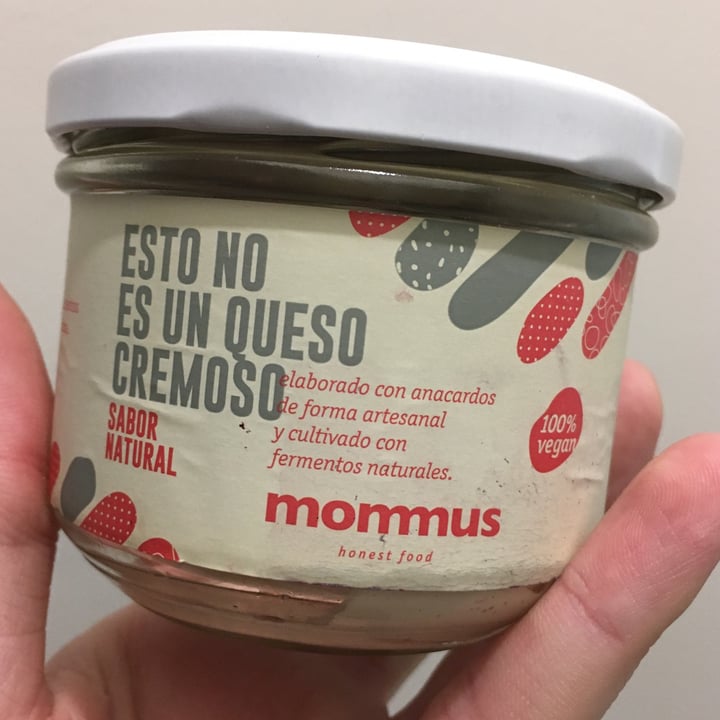 ESTO NO
ES UN QUESO
CREMOSO
SABOR
NATURAL
elaborado con anacardos
de forma artesanal
y cultivado con
fermentos naturales.
100%
vegan
mommus
honest food